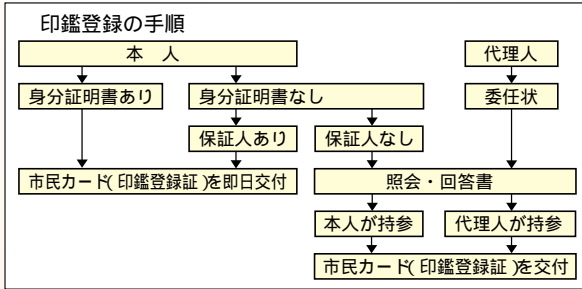 印鑑登録の手順
本 人
代理人
身分証明書あり
身分証明書なし
委任状
保証人あり
保証人なし
市民カード(印鑑登録証)を即日交付
照会・回答書
本人が持参
代理人が持参
市民カード(印鑑登録証)を交付